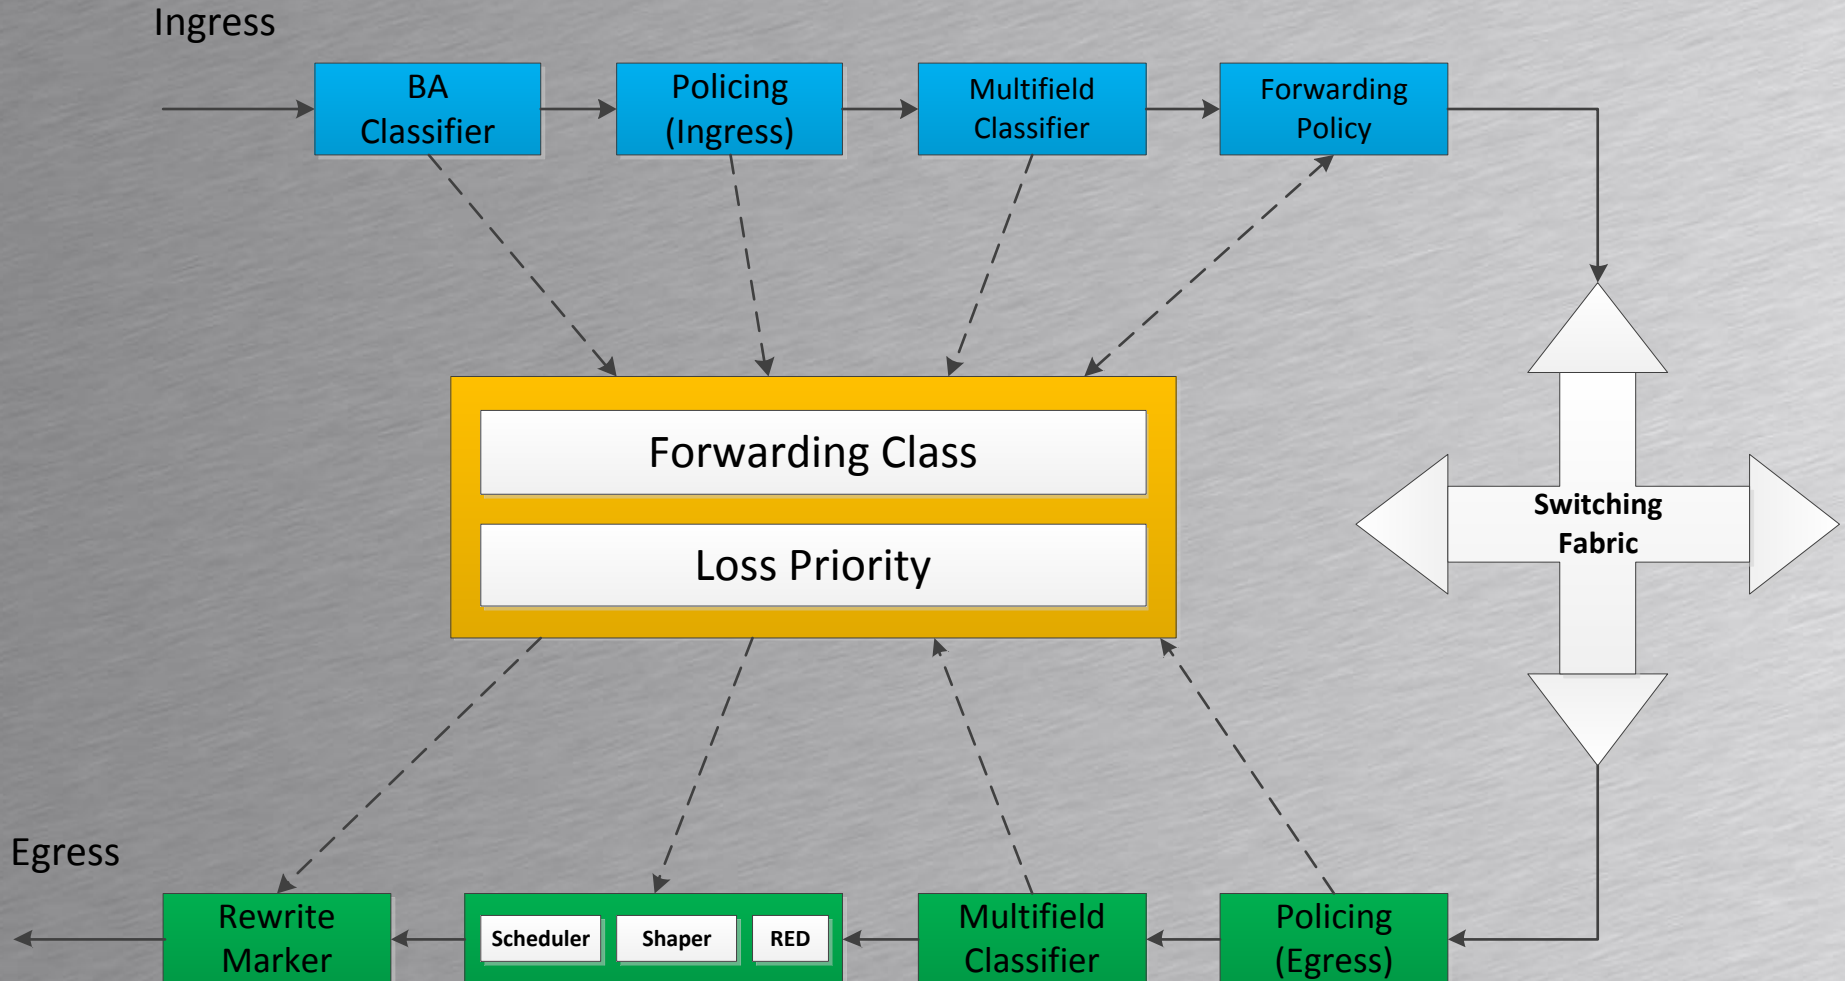 Ingress
BA
Classifier
Policing
(Ingress)
Multifield
Classifier
Forwarding
Policy
Forwarding Class
Loss Priority
Switching
Fabric
Egress
Rewrite
Marker
Scheduler
Shaper
RED
Multifield
Classifier
Policing
(Egress)